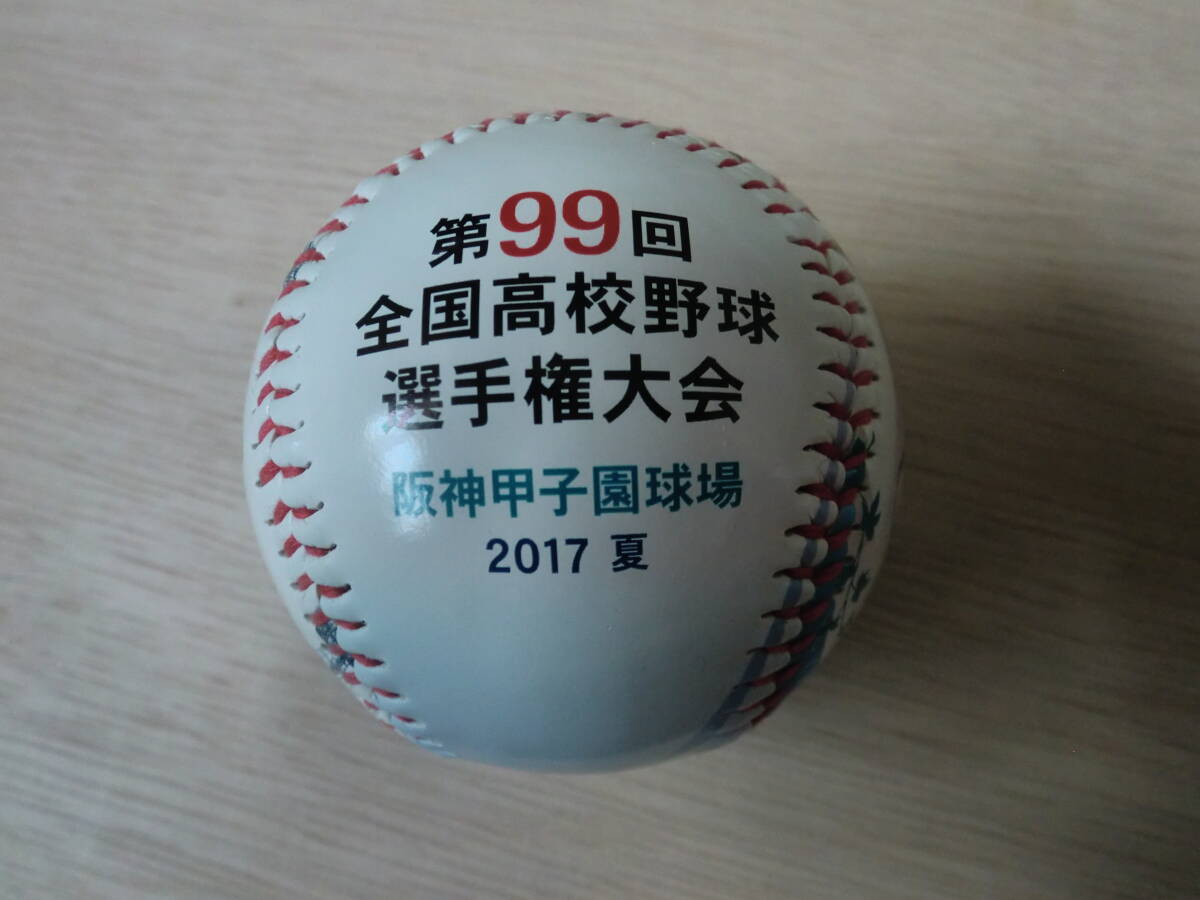 第99回
全国高校野球
選手権大会
阪神甲子園球場
2017 夏